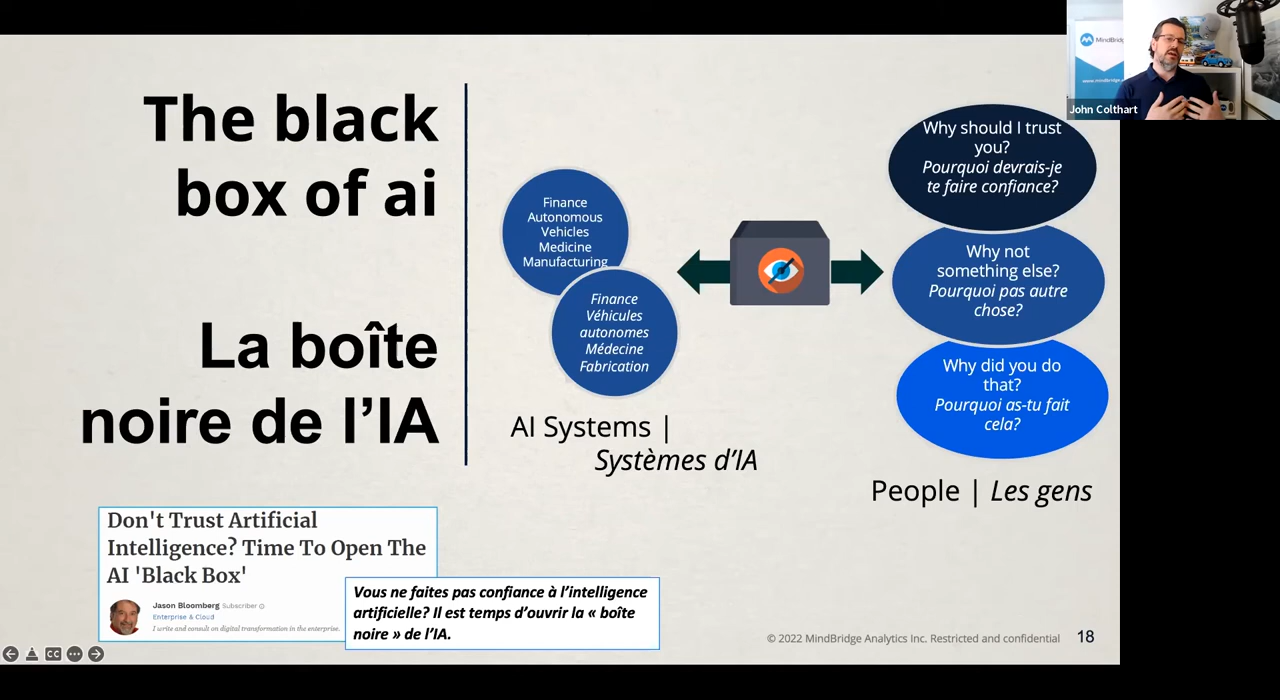 The black
box of ai
La boîte
noire de l’IA
Finance
Autonomous
Vehicles
Medicine
Manufacturing
Finance
Véhicules
autonomes
Médecine
Fabrication
AI Systems |
Systèmes d’IA
Why should I trust
you?
Pourquoi devrais-je
te faire confiance?
Why not
something else?
Pourquoi pas autre
chose?
Why did you do
that?
Pourquoi as-tu fait
cela?
People | Les gens
Don't Trust Artificial
Intelligence? Time To Open The
AI 'Black Box'
Jason Bloomberg Subscriber
Enterprise & Cloud
I write and consult on digital transformation in the enterprise.
Vous ne faites pas confiance à l’intelligence
artificielle? Il est temps d’ouvrir la « boîte
noire » de l’IA.
© 2022 MindBridge Analytics Inc. Restricted and confidential 18
CC
John Colthart